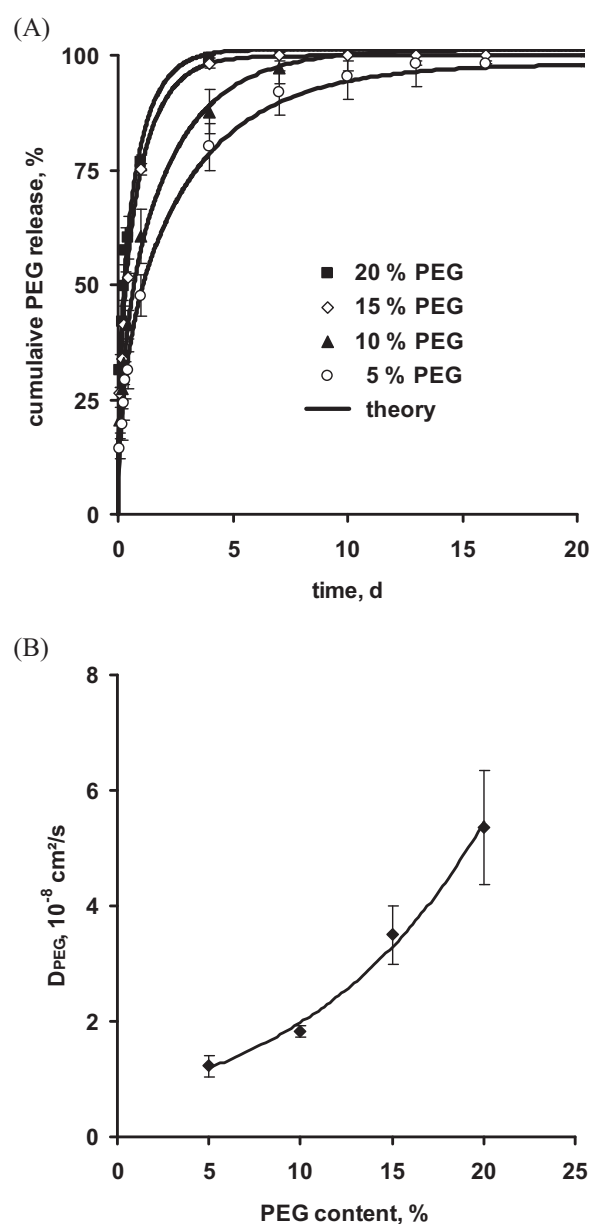 (A)
100
75
50
25
0
cumulaive PEG release, %
20 % PEG
15 % PEG
10 % PEG
5 % PEG
theory
0 5 10 15 20
time, d
(B)
8
6
4
2
0
DPEG, 10⁻⁸ cm²/s
0 5 10 15 20 25
PEG content, %